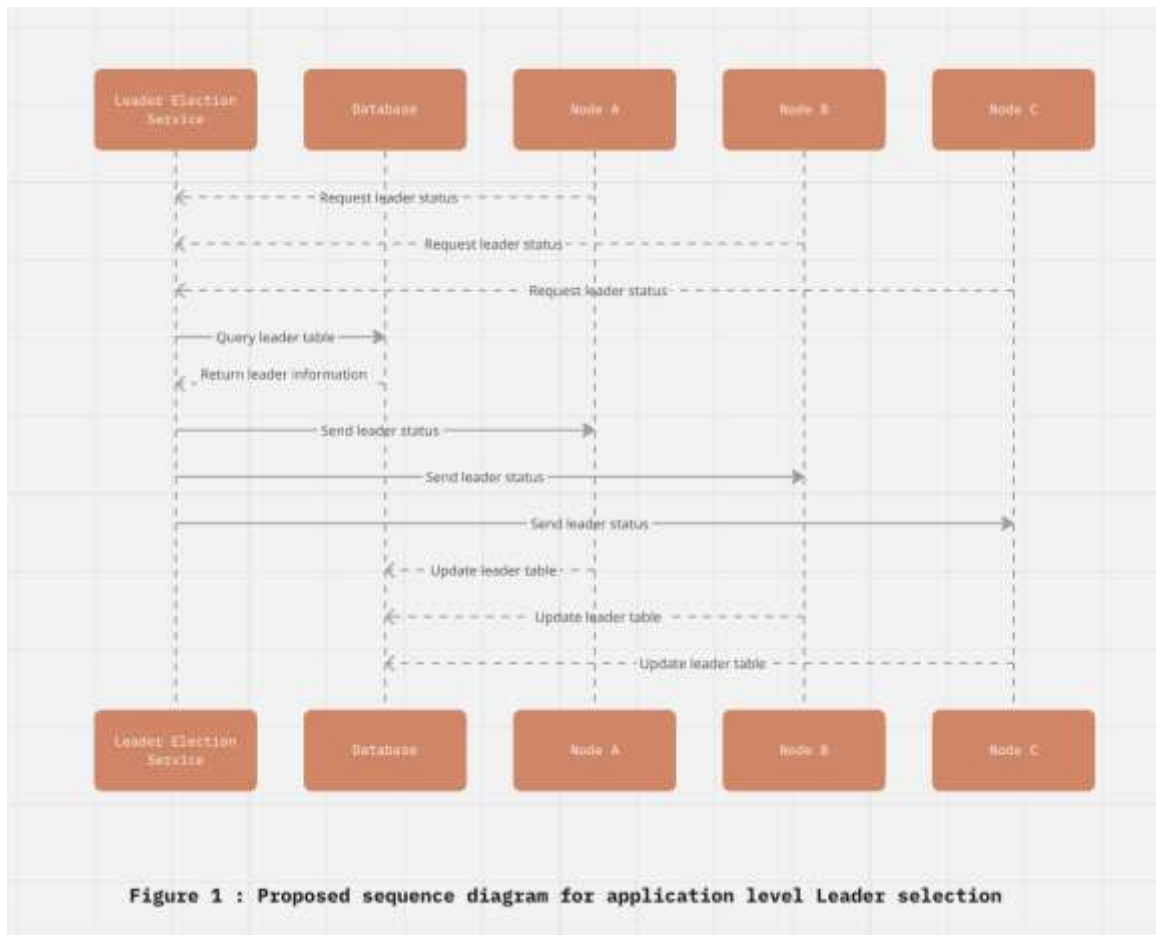 Leader Election
Service
Database
Node A
Node B
Node C
Request leader status
Request leader status
Request leader status
Query leader table
Return leader information
Send leader status
Send leader status
Send leader status
Update leader table
Update leader table
Update leader table
Leader Election
Service
Database
Node A
Node B
Node C
Figure 1 : Proposed sequence diagram for application level Leader selection